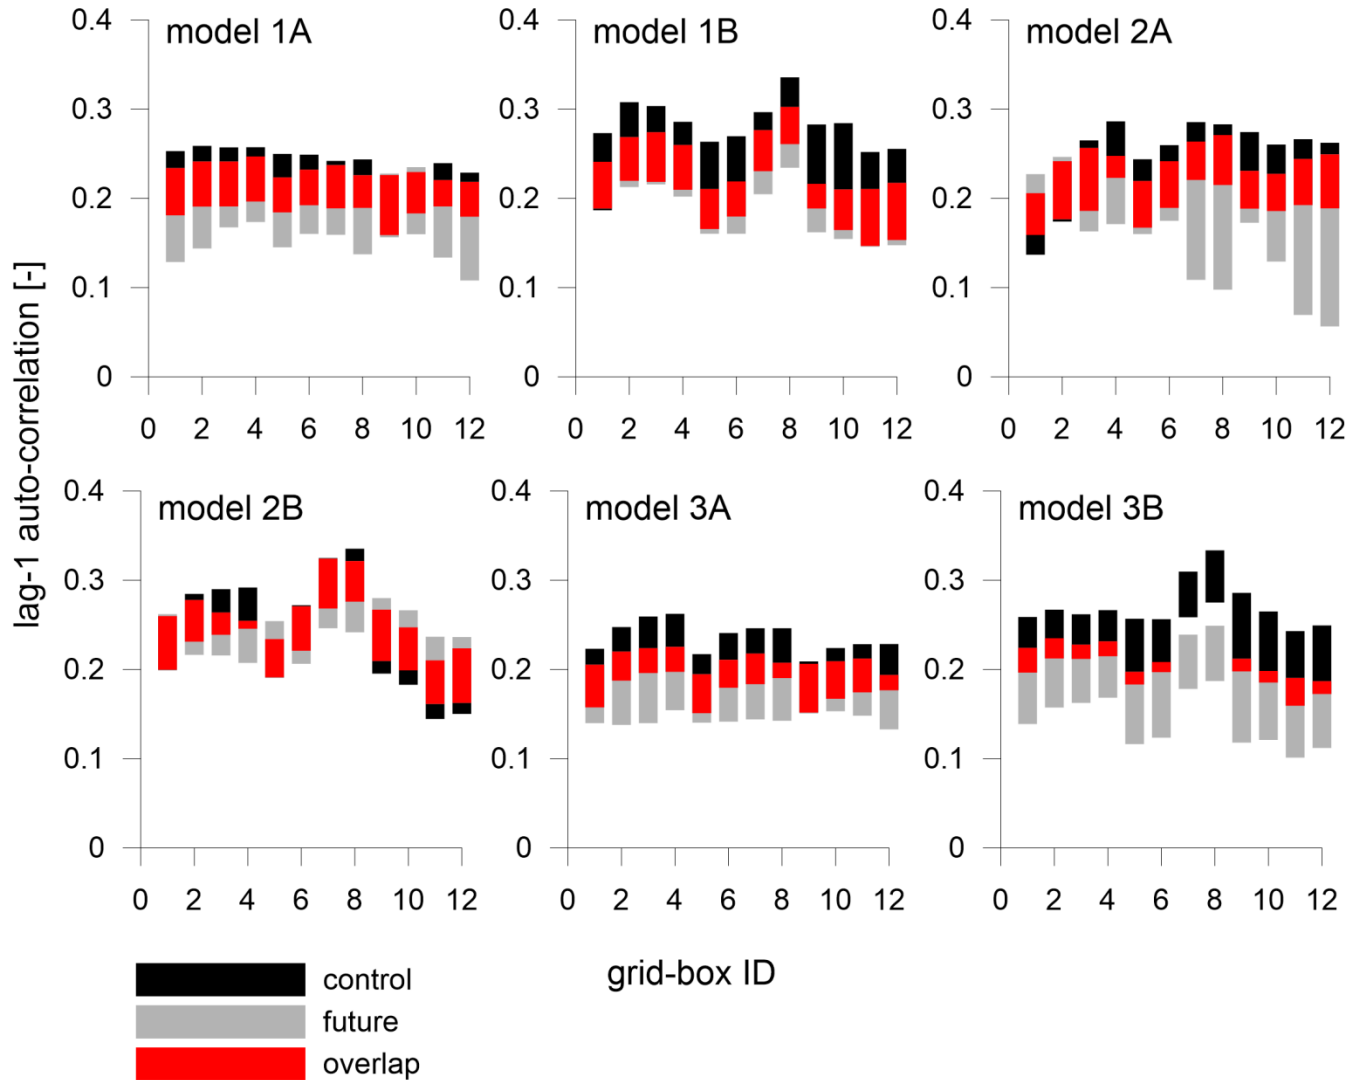 lag-1 auto-correlation [-]
model 1A
0.4
0.3
0.2
0.1
0
0 2 4 6 8 10 12
model 1B
0.4
0.3
0.2
0.1
0
0 2 4 6 8 10 12
model 2A
0.4
0.3
0.2
0.1
0
0 2 4 6 8 10 12
model 2B
0.4
0.3
0.2
0.1
0
0 2 4 6 8 10 12
model 3A
0.4
0.3
0.2
0.1
0
0 2 4 6 8 10 12
model 3B
0.4
0.3
0.2
0.1
0
0 2 4 6 8 10 12
grid-box ID
control
future
overlap